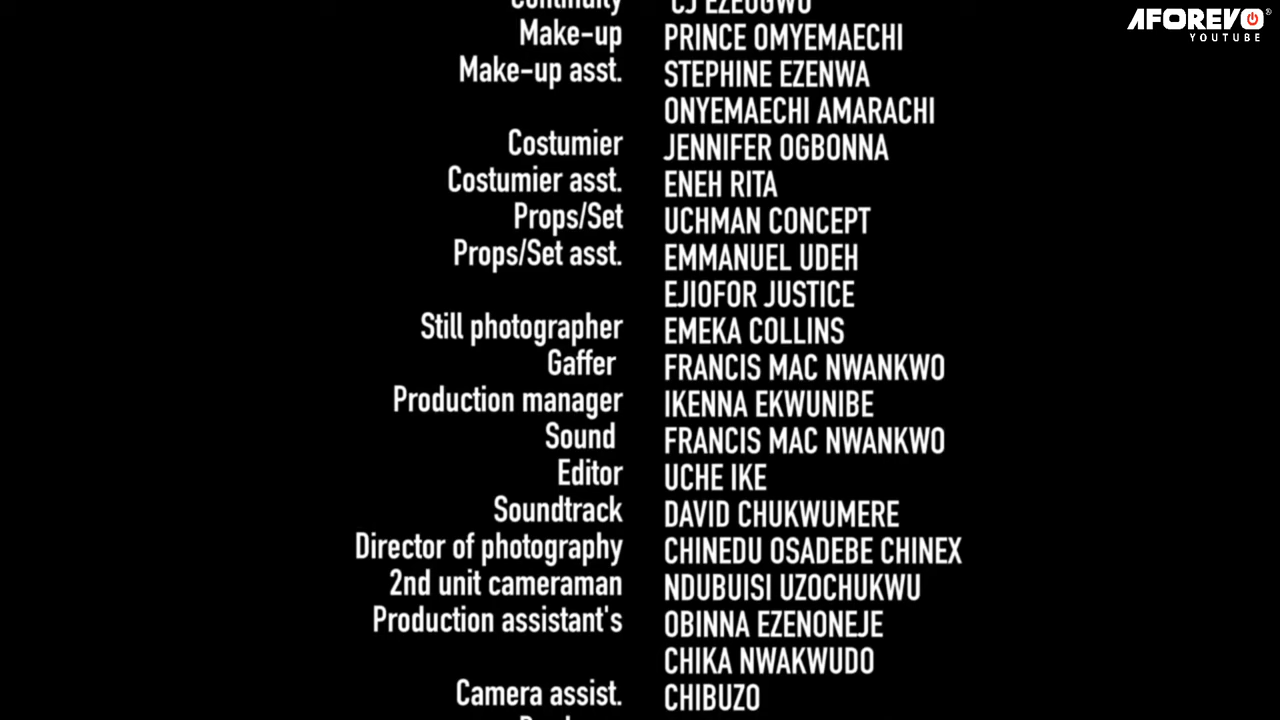 AFOREVO
YOUTUBE
Continuity CJ EZEUGWU
Make-up PRINCE OMYEMAECHI
Make-up asst. STEPHINE EZENWA
ONYEMAECHI AMARACHI
Costumier JENNIFER OGBONNA
Costumier asst. ENEH RITA
Props/Set UCHMAN CONCEPT
Props/Set asst. EMMANUEL UDEH
EJIOFOR JUSTICE
Still photographer EMEKA COLLINS
Gaffer FRANCIS MAC NWANKWO
Production manager IKENNA EKWUNIBE
Sound FRANCIS MAC NWANKWO
Editor UCHE IKE
Soundtrack DAVID CHUKWUMERE
Director of photography CHINEDU OSADEBE CHINEX
2nd unit cameraman NDUBUISI UZOCHUKWU
Production assistant's OBINNA EZENONEJE
CHIKA NWAKWUDO
Camera assist. CHIBUZO